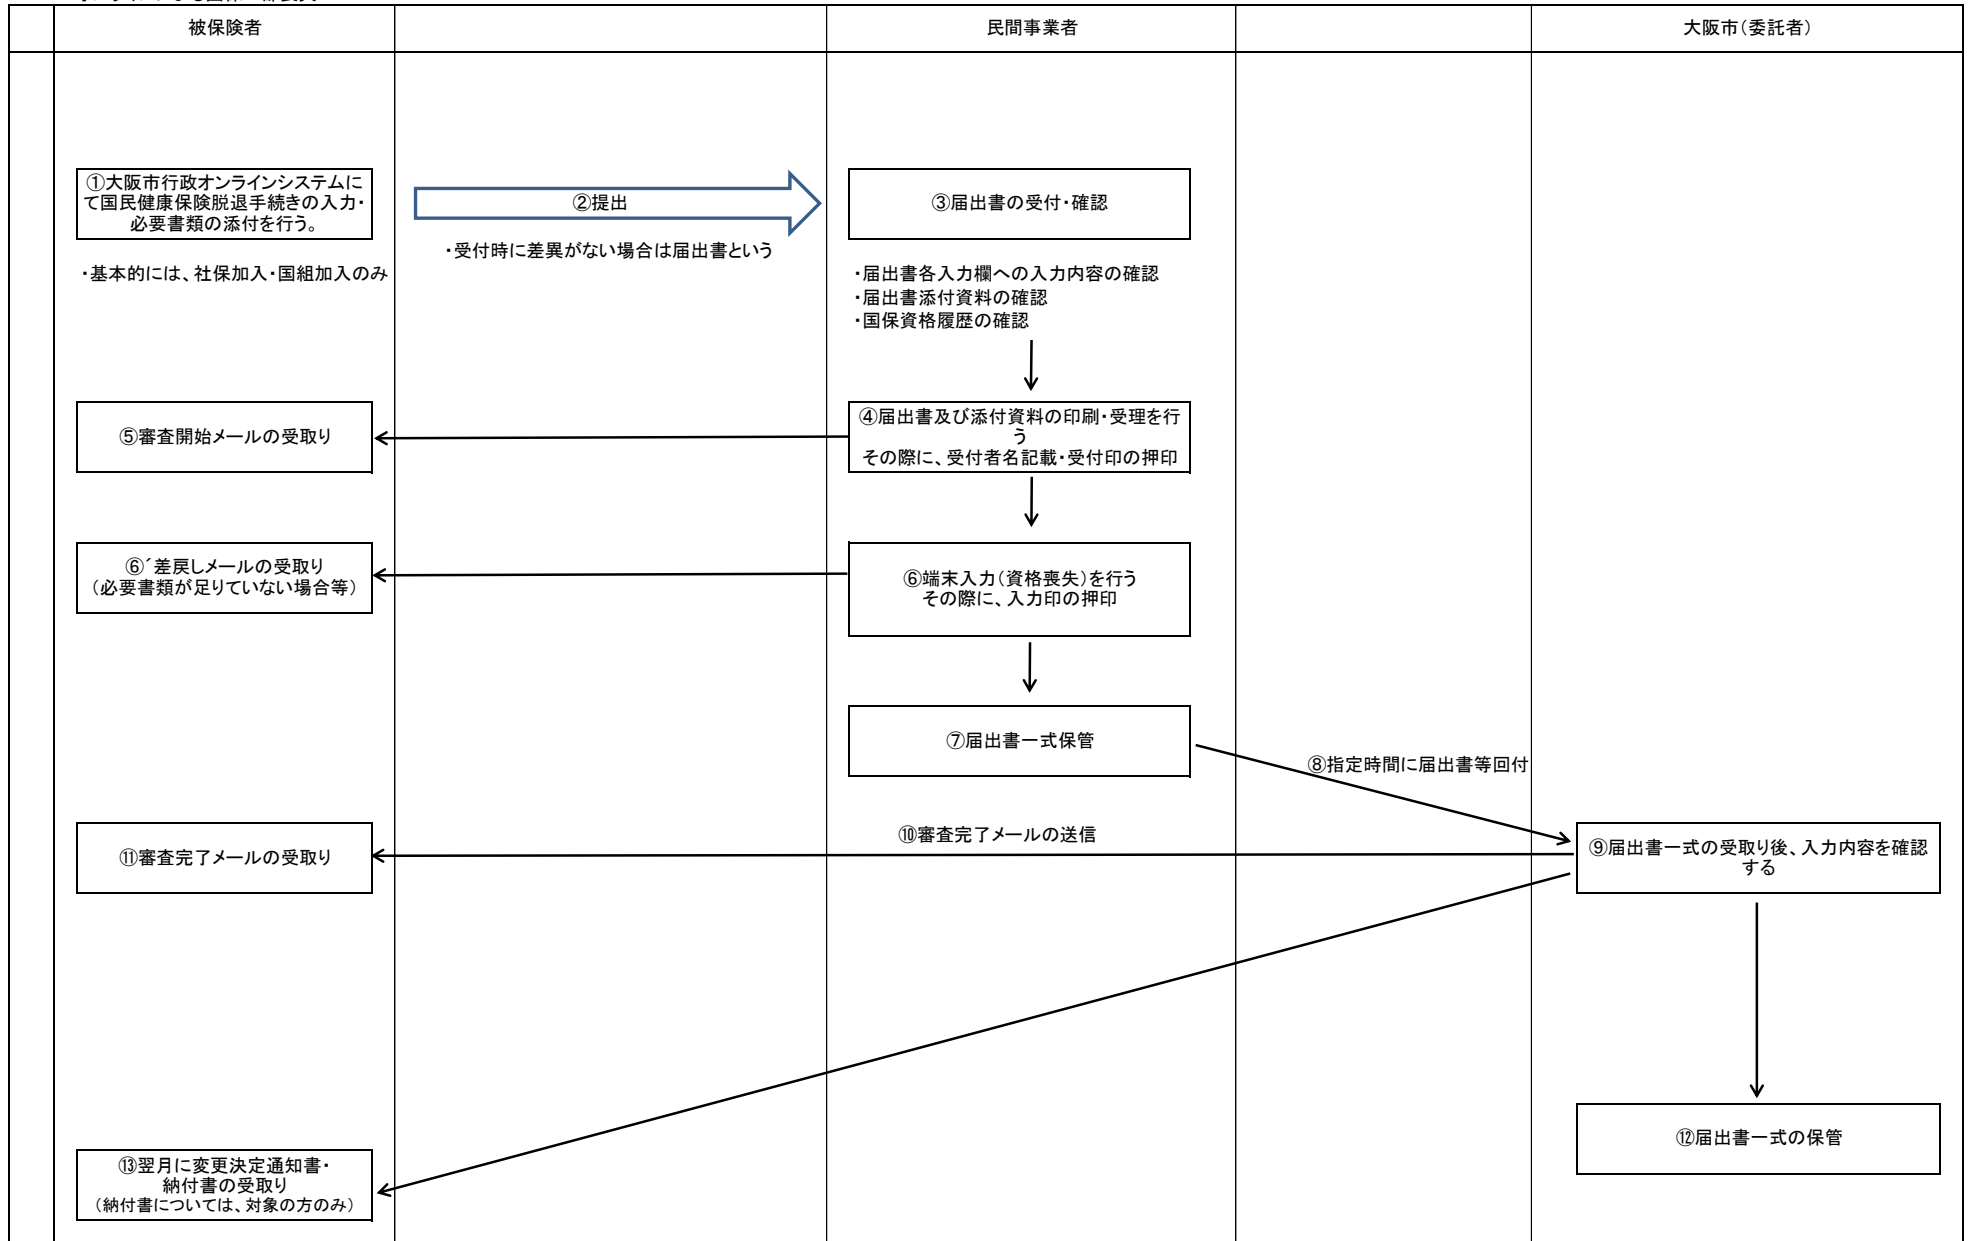 被保険者
民間事業者
大阪市(委託者)
①大阪市行政オンラインシステムに
て国民健康保険脱退手続きの入力・
必要書類の添付を行う。
②提出
③届出書の受付・確認
・受付時に差異がない場合は届出書という
・基本的には、社保加入・国組加入のみ
・届出書各入力欄への入力内容の確認
・届出書添付資料の確認
・国保資格履歴の確認
⑤審査開始メールの受取り
④届出書及び添付資料の印刷・受理を行
う
その際に、受付者名記載・受付印の押印
⑥´差戻しメールの受取り
(必要書類が足りていない場合等)
⑥端末入力(資格喪失)を行う
その際に、入力印の押印
⑦届出書一式保管
⑧指定時間に届出書等回付
⑩審査完了メールの送信
⑪審査完了メールの受取り
⑨届出書一式の受取り後、入力内容を確認
する
⑫届出書一式の保管
⑬翌月に変更決定通知書・
納付書の受取り
(納付書については、対象の方のみ)